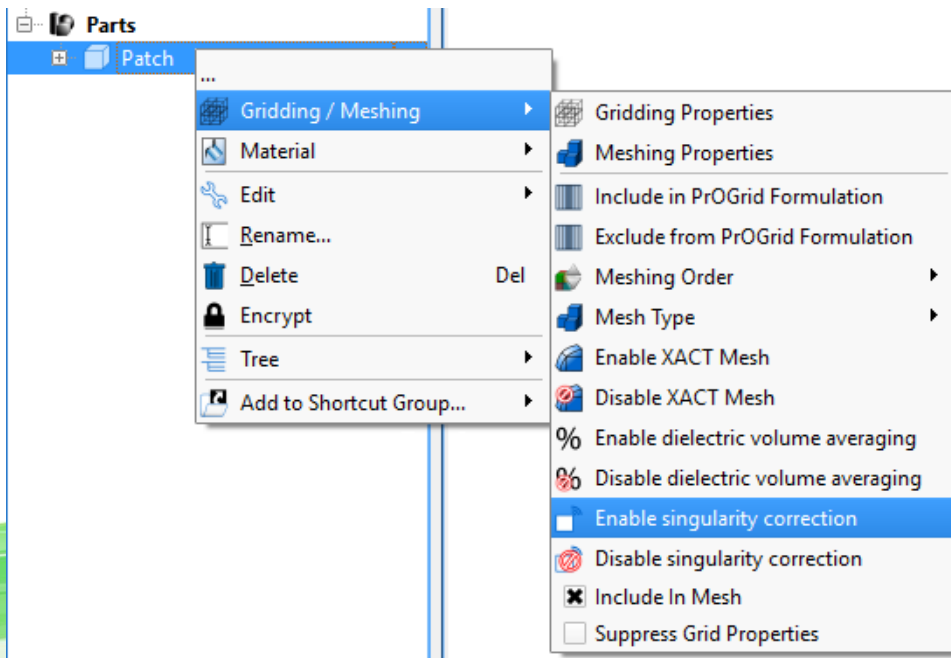 Parts
Patch
...
Gridding / Meshing
Material
Edit
Rename...
Delete Del
Encrypt
Tree
Add to Shortcut Group...
Gridding Properties
Meshing Properties
Include in PrOGrid Formulation
Exclude from PrOGrid Formulation
Meshing Order
Mesh Type
Enable XACT Mesh
Disable XACT Mesh
% Enable dielectric volume averaging
% Disable dielectric volume averaging
Enable singularity correction
Disable singularity correction
Include In Mesh
Suppress Grid Properties